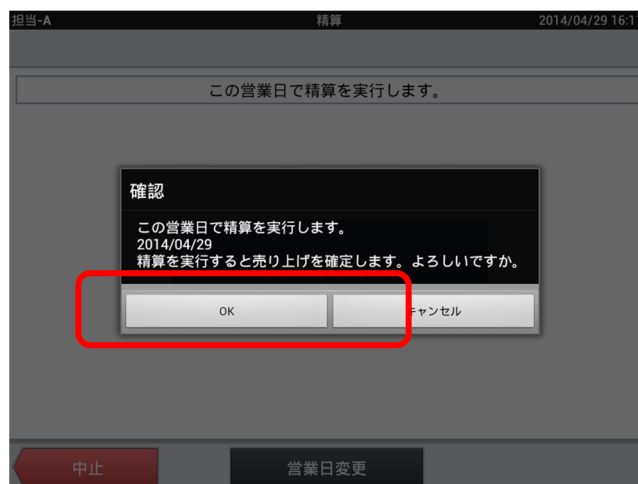 担当-A 精算 2014/04/29 16:1
この営業日で精算を実行します。
確認
この営業日で精算を実行します。
2014/04/29
精算を実行すると売り上げを確定します。よろしいですか。
OK キャンセル
中止 営業日変更